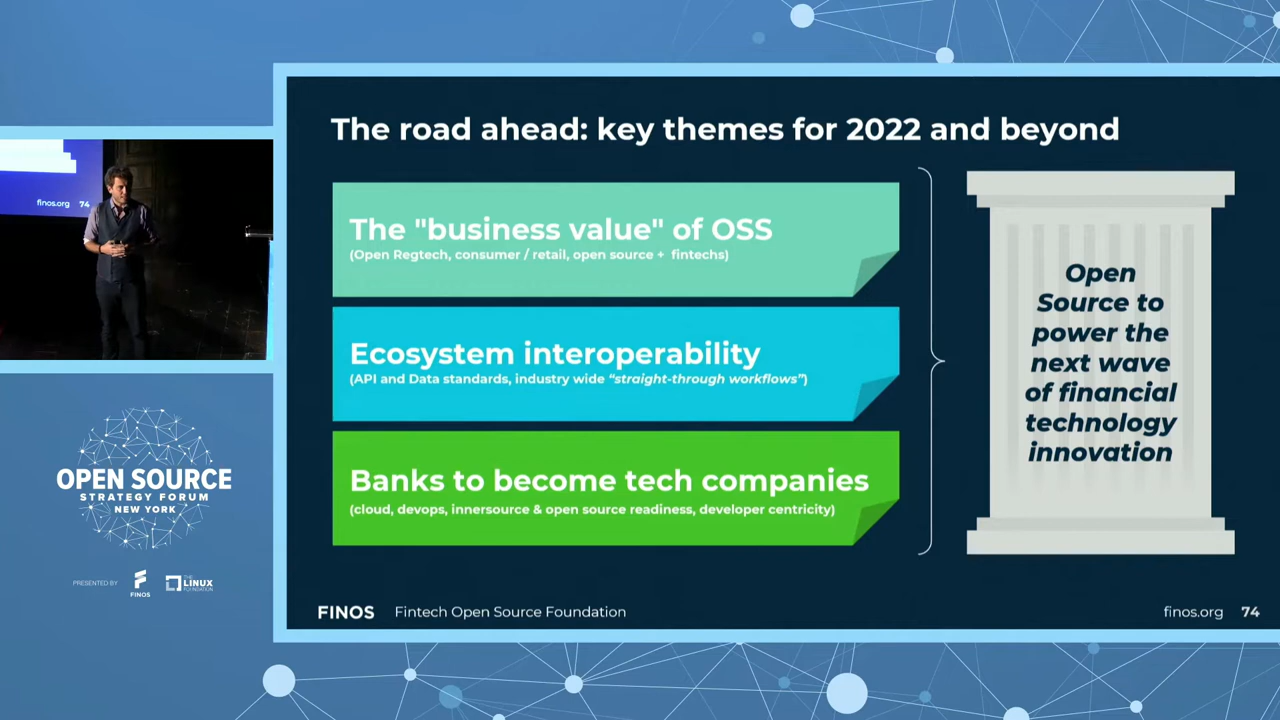 The road ahead: key themes for 2022 and beyond
The "business value" of OSS
(Open Regtech, consumer / retail, open source + fintechs)
Ecosystem interoperability
(API and Data standards, industry wide “straight-through workflows”)
Banks to become tech companies
(cloud, devops, innersource & open source readiness, developer centricity)
Open
Source to
power the
next wave
of financial
technology
innovation
FINOS Fintech Open Source Foundation
finos.org 74
finos.org 74
OPEN SOURCE
STRATEGY FORUM
NEW YORK
PRESENTED BY
FINOS
THE
LINUX
FOUNDATION